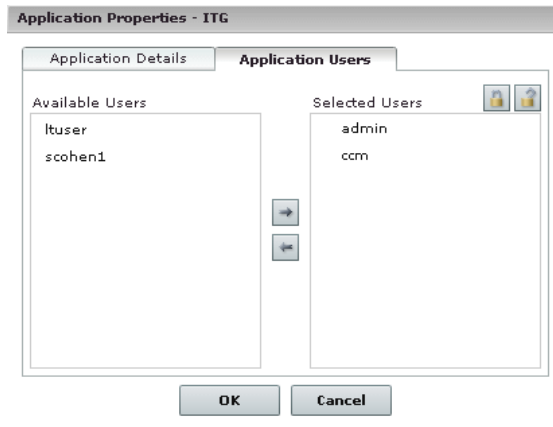 Application Properties - ITG
Application Details
Application Users
Available Users
Selected Users
ltuser
scohen1
admin
ccm
OK
Cancel